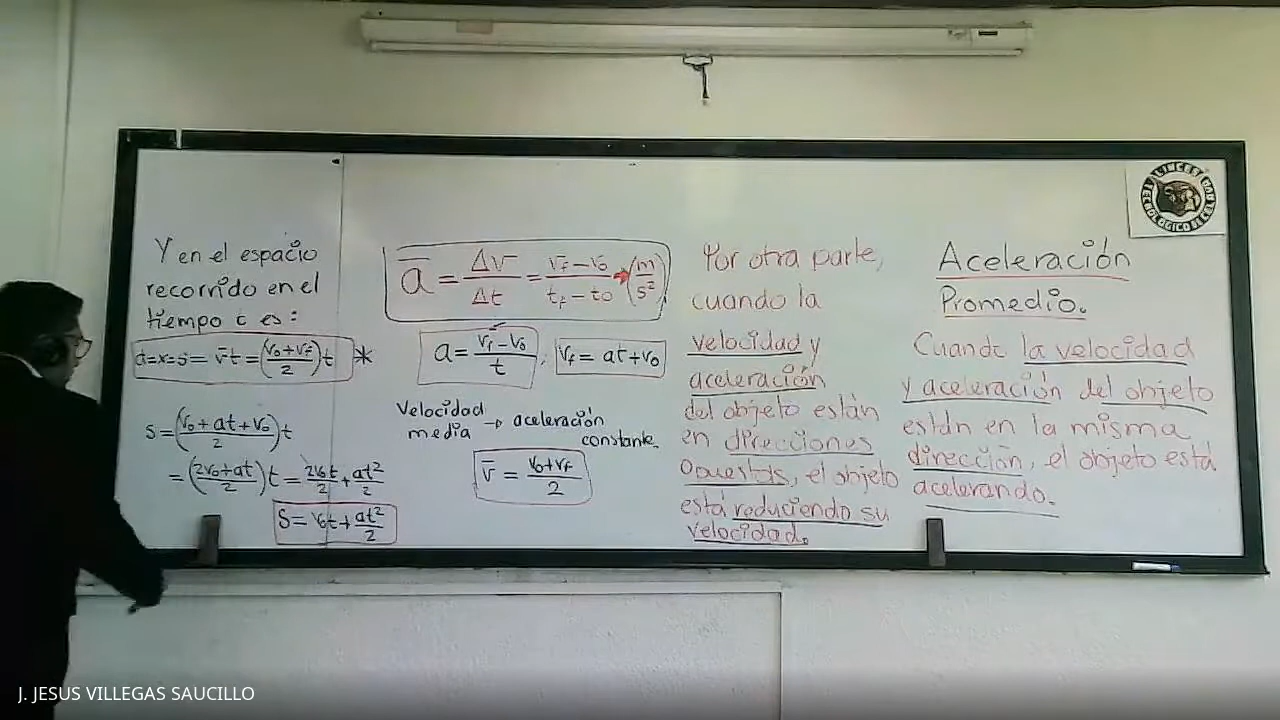 Y en el espacio
recorrido en el
tiempo t es:
d=x=s= v̄t=((v₀+v_f)/2)t *
s=((v₀+at+v₀)/2)t
=((2v₀+at)/2)t = 2v₀t/2 + at²/2
S=v₀t+at²/2
a̅ = Δv/Δt = (v_f-v₀)/(t_f-t₀) → (m/s²)
a=(v_f-v₀)/t ; v_f=at+v₀
Velocidad media → aceleración constante.
v̄ = (v₀+v_f)/2
Por otra parte,
cuando la
velocidad y
aceleración
del objeto están
en direcciones
opuestas, el objeto
está reduciendo su
velocidad.
Aceleración
Promedio.
Cuando la velocidad
y aceleración del objeto
están en la misma
dirección, el objeto está
acelerando.
LINCES
TECNOLOGICO DE
J. JESUS VILLEGAS SAUCILLO